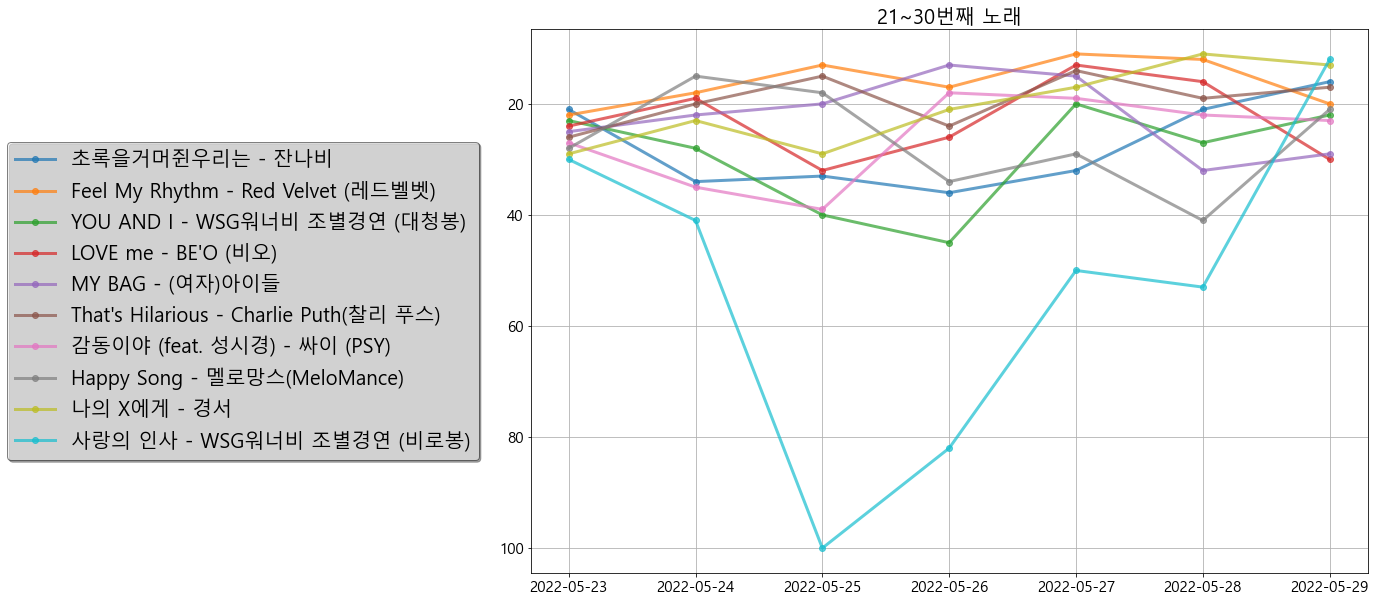 21~30번째 노래
초록을거머쥔우리는 - 잔나비
Feel My Rhythm - Red Velvet (레드벨벳)
YOU AND I - WSG워너비 조별경연 (대청봉)
LOVE me - BE'O (비오)
MY BAG - (여자)아이들
That's Hilarious - Charlie Puth(찰리 푸스)
감동이야 (feat. 성시경) - 싸이 (PSY)
Happy Song - 멜로망스(MeloMance)
나의 X에게 - 경서
사랑의 인사 - WSG워너비 조별경연 (비로봉)
20
40
60
80
100
2022-05-23 2022-05-24 2022-05-25 2022-05-26 2022-05-27 2022-05-28 2022-05-29